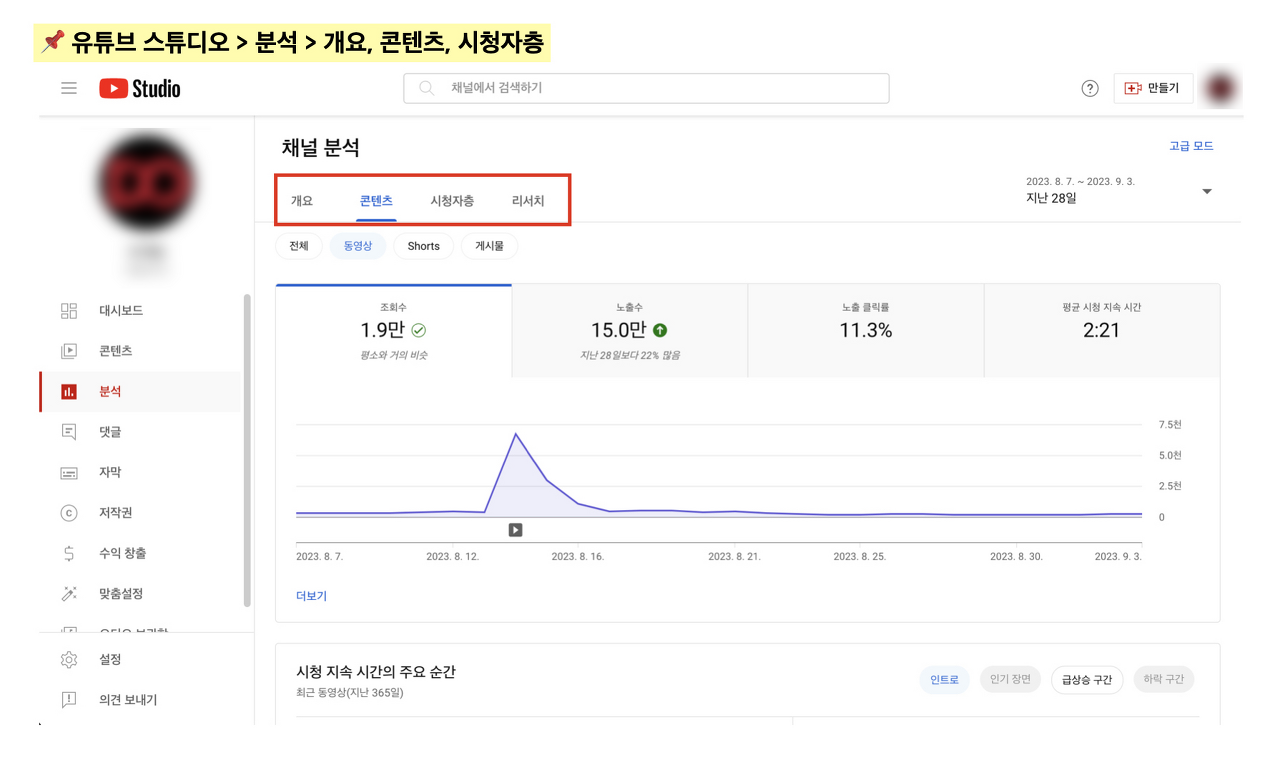 📌 유튜브 스튜디오 > 분석 > 개요, 콘텐츠, 시청자층
Studio
채널에서 검색하기
만들기
채널 분석
고급 모드
2023. 8. 7. ~ 2023. 9. 3.
지난 28일
개요 콘텐츠 시청자층 리서치
전체 동영상 Shorts 게시물
조회수
1.9만
평소와 거의 비슷
노출수
15.0만
지난 28일보다 22% 많음
노출 클릭률
11.3%
평균 시청 지속 시간
2:21
7.5천
5.0천
2.5천
0
2023. 8. 7. 2023. 8. 12. 2023. 8. 16. 2023. 8. 21. 2023. 8. 25. 2023. 8. 30. 2023. 9. 3.
더보기
시청 지속 시간의 주요 순간
최근 동영상(지난 365일)
인트로 인기 장면 급상승 구간 하락 구간
대시보드
콘텐츠
분석
댓글
자막
저작권
수익 창출
맞춤설정
설정
의견 보내기